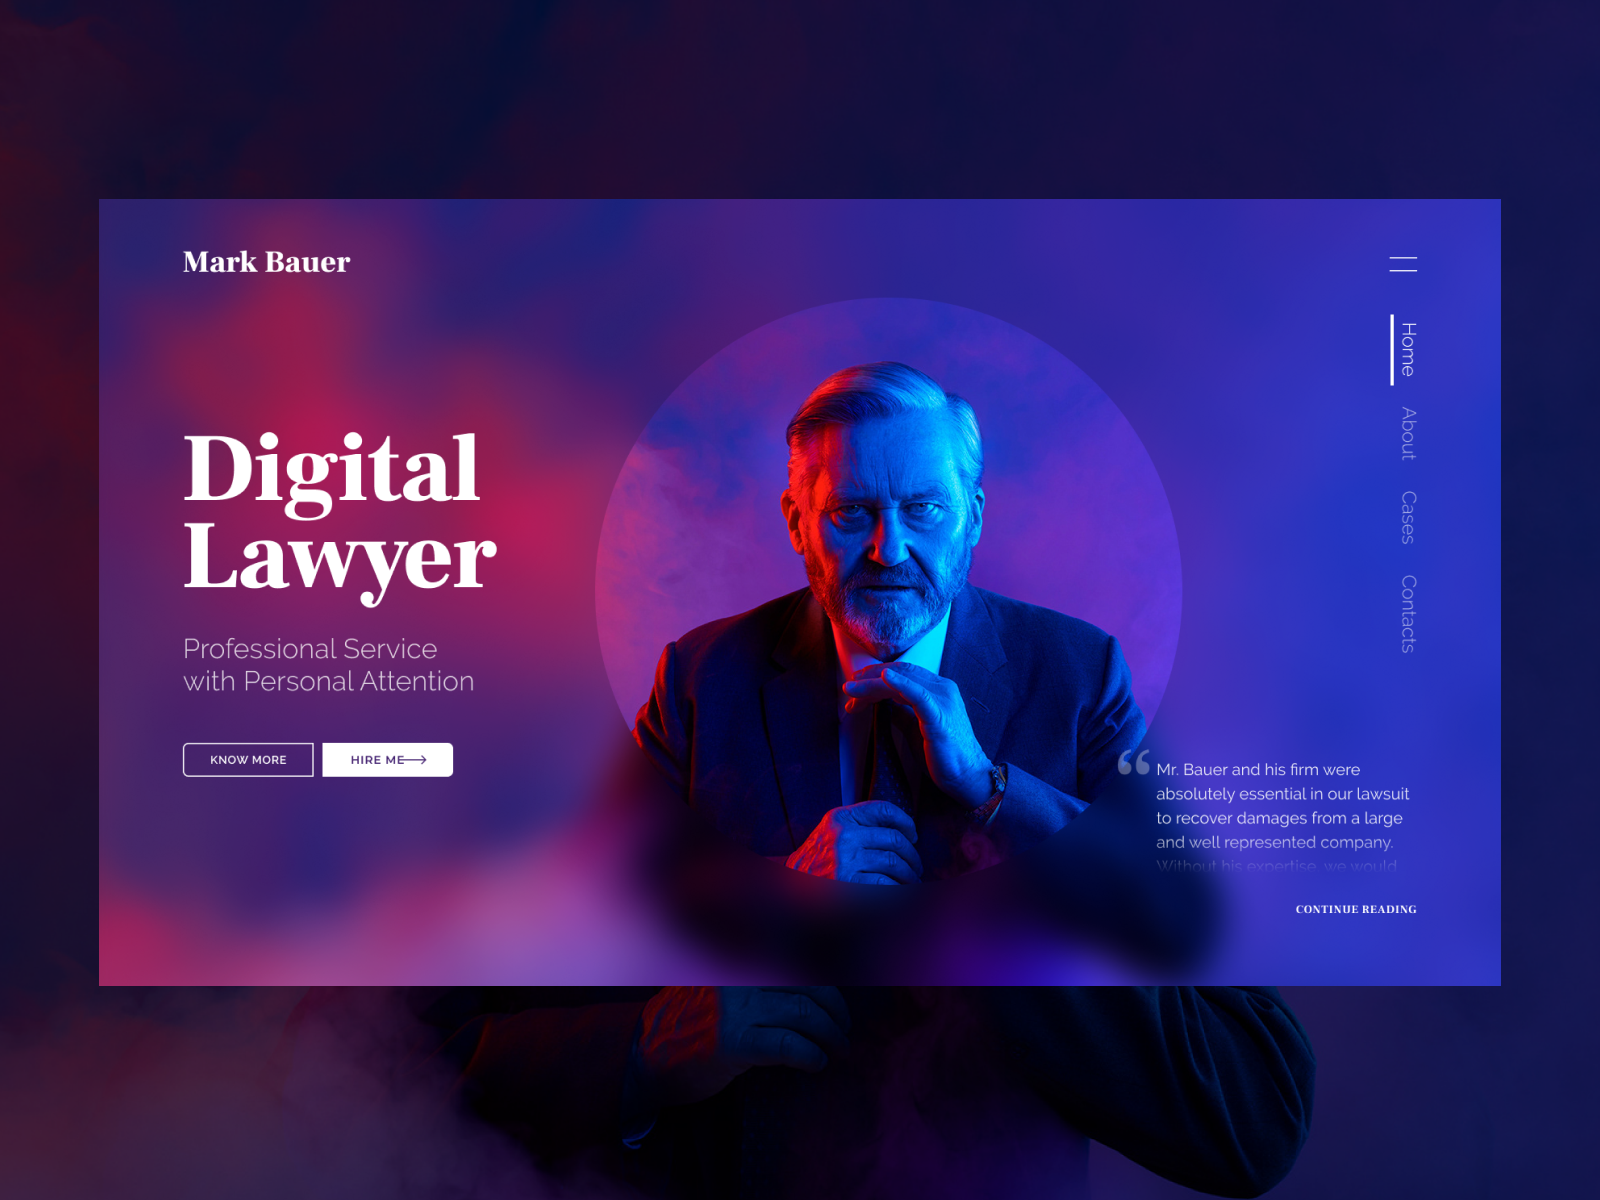 Mark Bauer
Digital
Lawyer
Professional Service
with Personal Attention
KNOW MORE
HIRE ME
Home
About
Cases
Contacts
“ Mr. Bauer and his firm were
absolutely essential in our lawsuit
to recover damages from a large
and well represented company.
Without his expertise, we would
CONTINUE READING